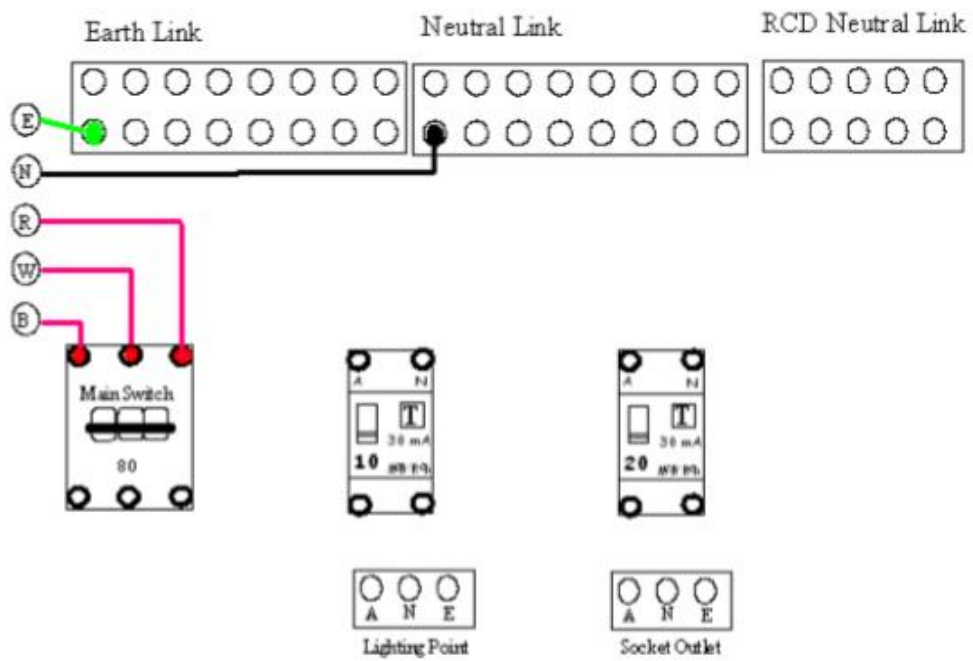 Earth Link
Neutral Link
RCD Neutral Link
E
N
R
W
B
Main Switch
80
A N
T
30 mA
10
A N
T
30 mA
20
A N E
Lighting Point
A N E
Socket Outlet